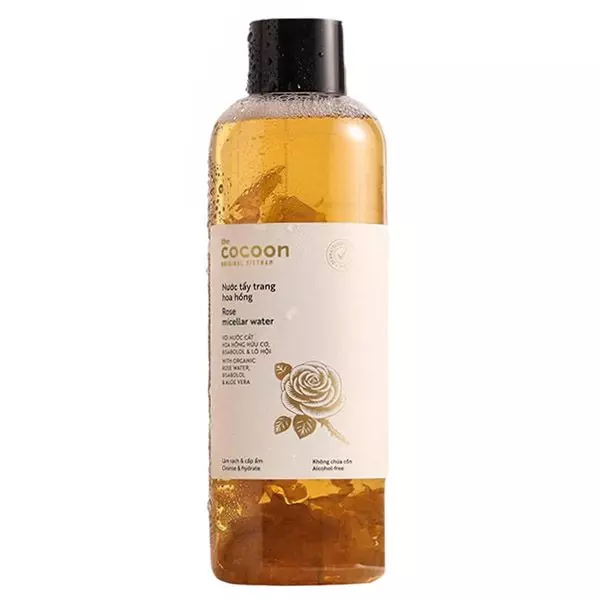 the
cocoon
ORIGINAL VIETNAM
Nước tẩy trang
hoa hồng
Rose
micellar water
VỚI NƯỚC CẤT
HOA HỒNG HỮU CƠ,
BISABOLOL & LÔ HỘI
WITH ORGANIC
ROSE WATER,
BISABOLOL
& ALOE VERA
Làm sạch & cấp ẩm
Cleanse & hydrate
Không chứa cồn
Alcohol-free